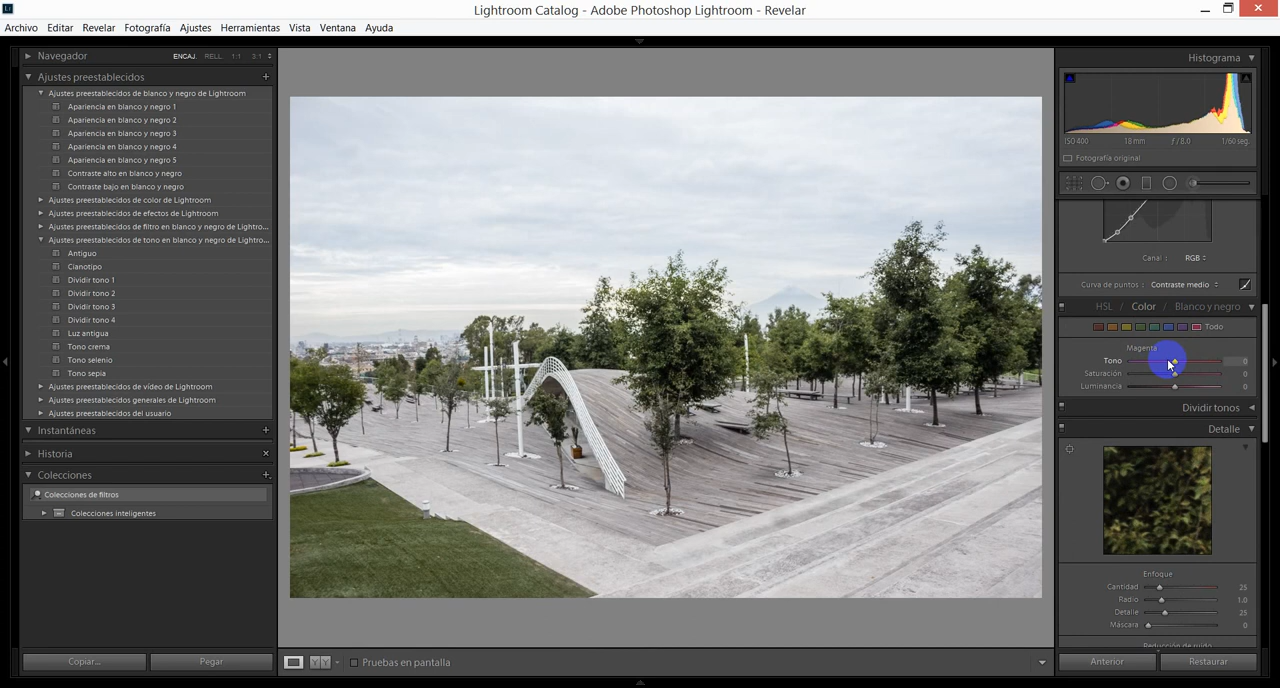 Lr
Lightroom Catalog - Adobe Photoshop Lightroom - Revelar
Archivo Editar Revelar Fotografía Ajustes Herramientas Vista Ventana Ayuda
Navegador ENCAJ. RELL. 1:1 3:1
Ajustes preestablecidos
Ajustes preestablecidos de blanco y negro de Lightroom
Apariencia en blanco y negro 1
Apariencia en blanco y negro 2
Apariencia en blanco y negro 3
Apariencia en blanco y negro 4
Apariencia en blanco y negro 5
Contraste alto en blanco y negro
Contraste bajo en blanco y negro
Ajustes preestablecidos de color de Lightroom
Ajustes preestablecidos de efectos de Lightroom
Ajustes preestablecidos de filtro en blanco y negro de Lightro...
Ajustes preestablecidos de tono en blanco y negro de Lightro...
Antiguo
Cianotipo
Dividir tono 1
Dividir tono 2
Dividir tono 3
Dividir tono 4
Luz antigua
Tono crema
Tono selenio
Tono sepia
Ajustes preestablecidos de vídeo de Lightroom
Ajustes preestablecidos generales de Lightroom
Ajustes preestablecidos del usuario
Instantáneas
Historia
Colecciones
Colecciones de filtros
Colecciones inteligentes
Copiar... Pegar
Pruebas en pantalla
Histograma
ISO 400 18 mm ƒ / 8.0 1/60 seg.
Fotografía original
Canal : RGB
Curva de puntos : Contraste medio
HSL / Color / Blanco y negro
Todo
Magenta
Tono 0
Saturación 0
Luminancia 0
Dividir tonos
Detalle
Enfoque
Cantidad 25
Radio 1,0
Detalle 25
Máscara 0
Reducción de ruido
Anterior Restaurar